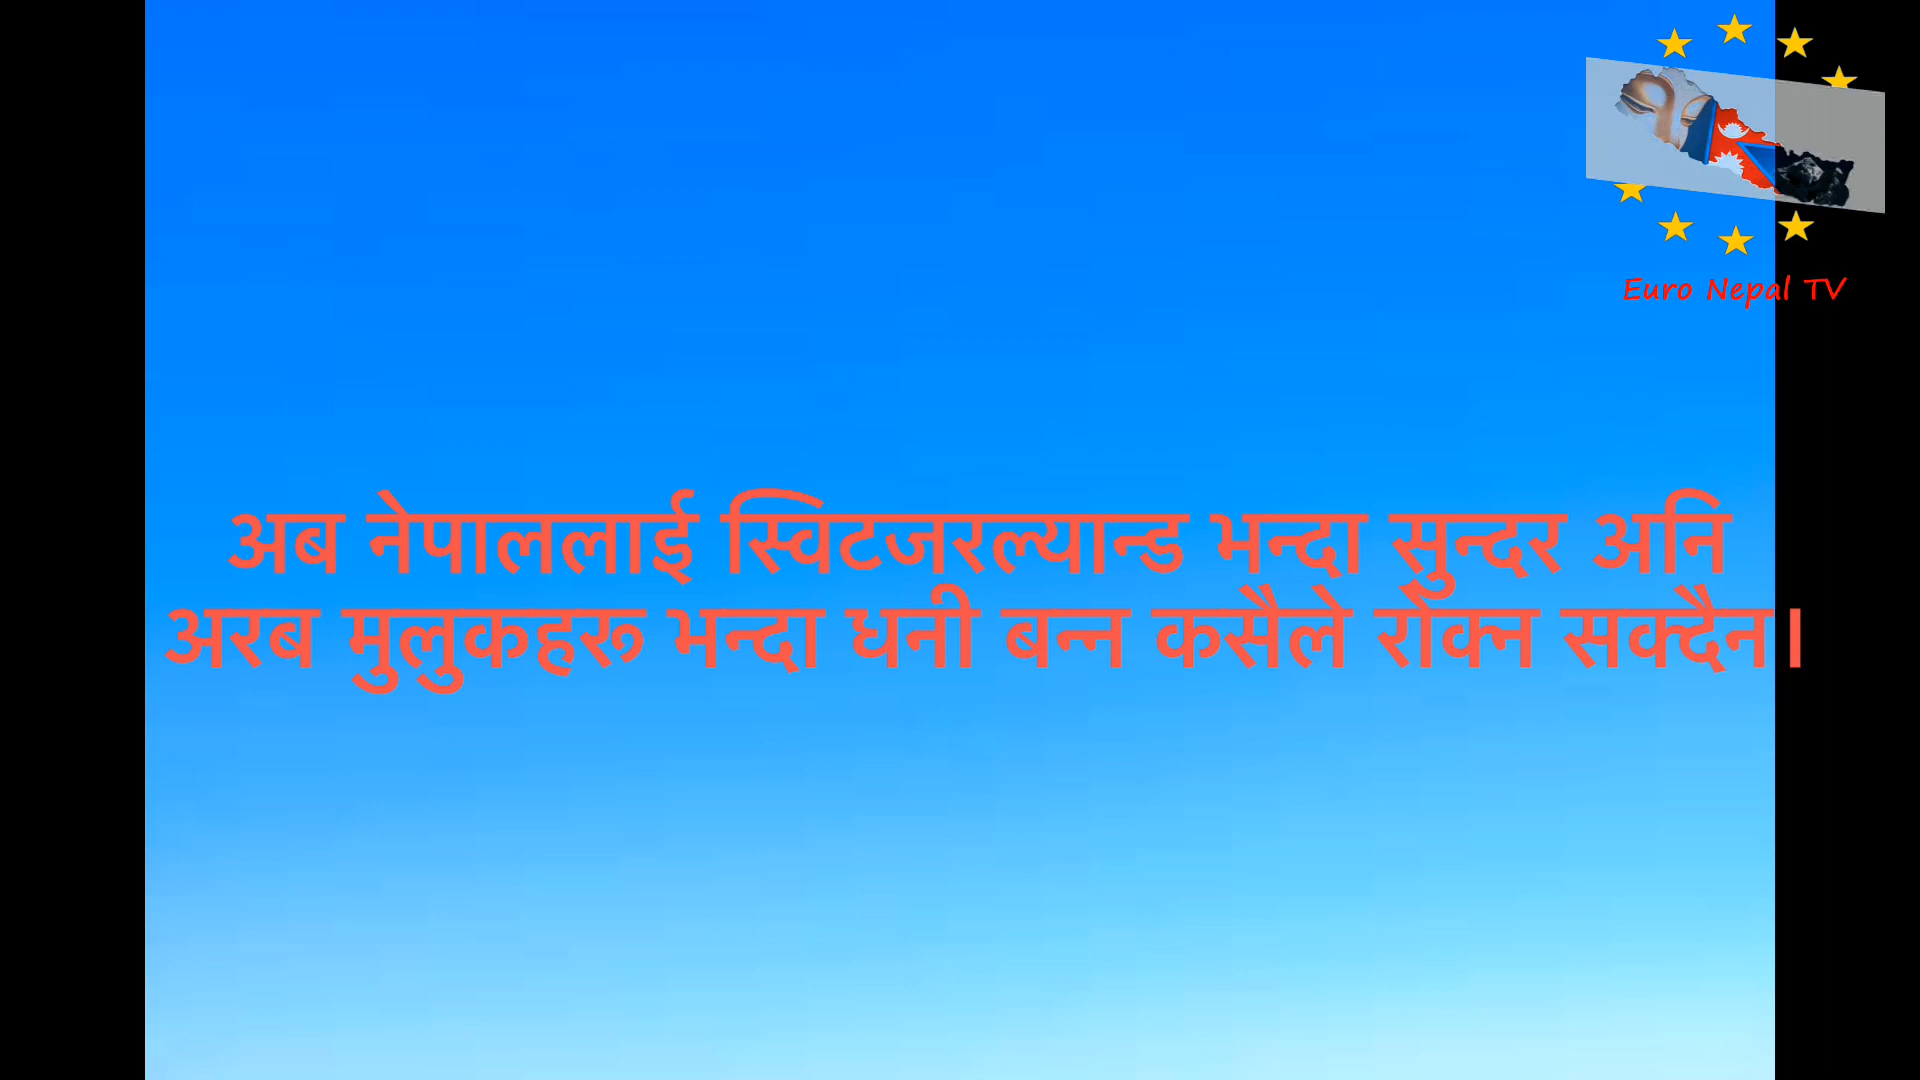 Euro Nepal TV
अब नेपाललाई स्विटजरल्यान्ड भन्दा सुन्दर अनि
अरब मुलुकहरू भन्दा धनी बन्न कसैले रोक्न सक्दैन।